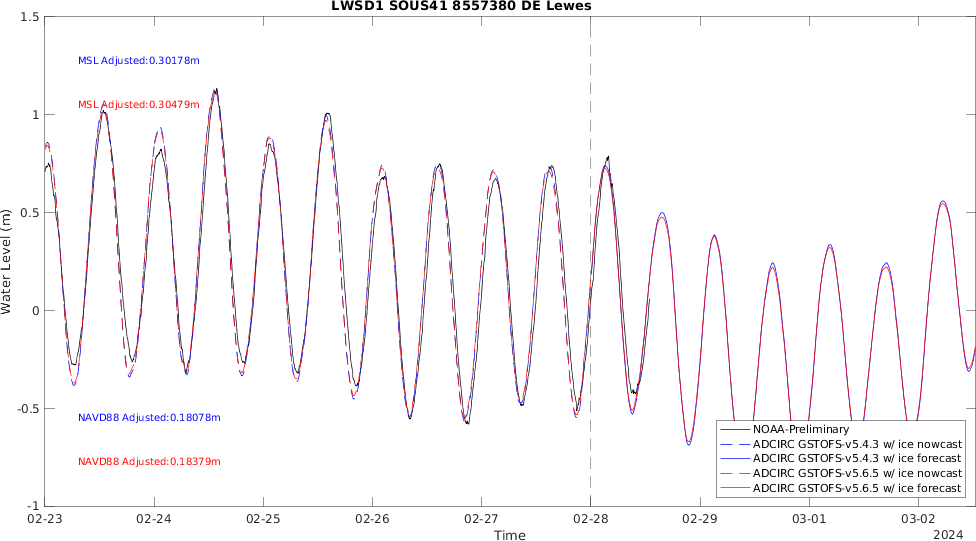 LWSD1 SOUS41 8557380 DE Lewes
1.5
1
0.5
0
-0.5
-1
Water Level (m)
MSL Adjusted:0.30178m
MSL Adjusted:0.30479m
NAVD88 Adjusted:0.18078m
NAVD88 Adjusted:0.18379m
NOAA-Preliminary
ADCIRC GSTOFS-v5.4.3 w/ ice nowcast
ADCIRC GSTOFS-v5.4.3 w/ ice forecast
ADCIRC GSTOFS-v5.6.5 w/ ice nowcast
ADCIRC GSTOFS-v5.6.5 w/ ice forecast
02-23 02-24 02-25 02-26 02-27 02-28 02-29 03-01 03-02
Time
2024